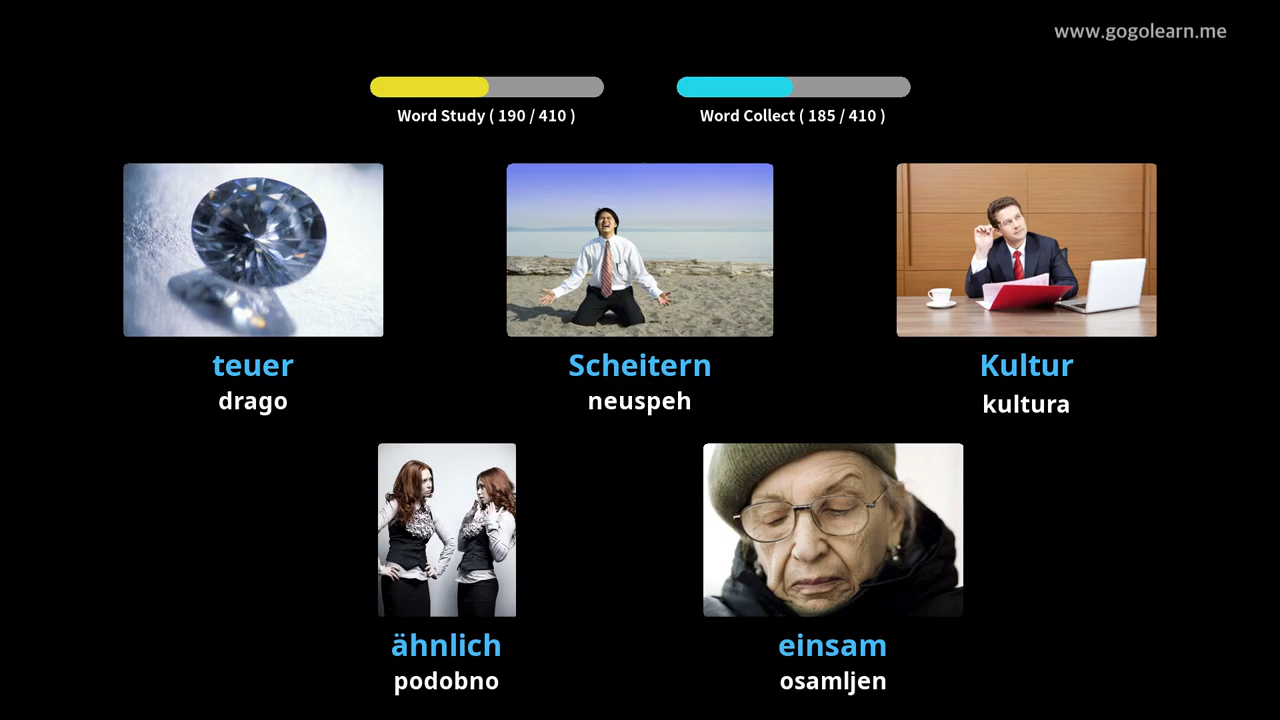 www.gogolearn.me
Word Study ( 190 / 410 )
Word Collect ( 185 / 410 )
teuer
drago
Scheitern
neuspeh
Kultur
kultura
ähnlich
podobno
einsam
osamljen